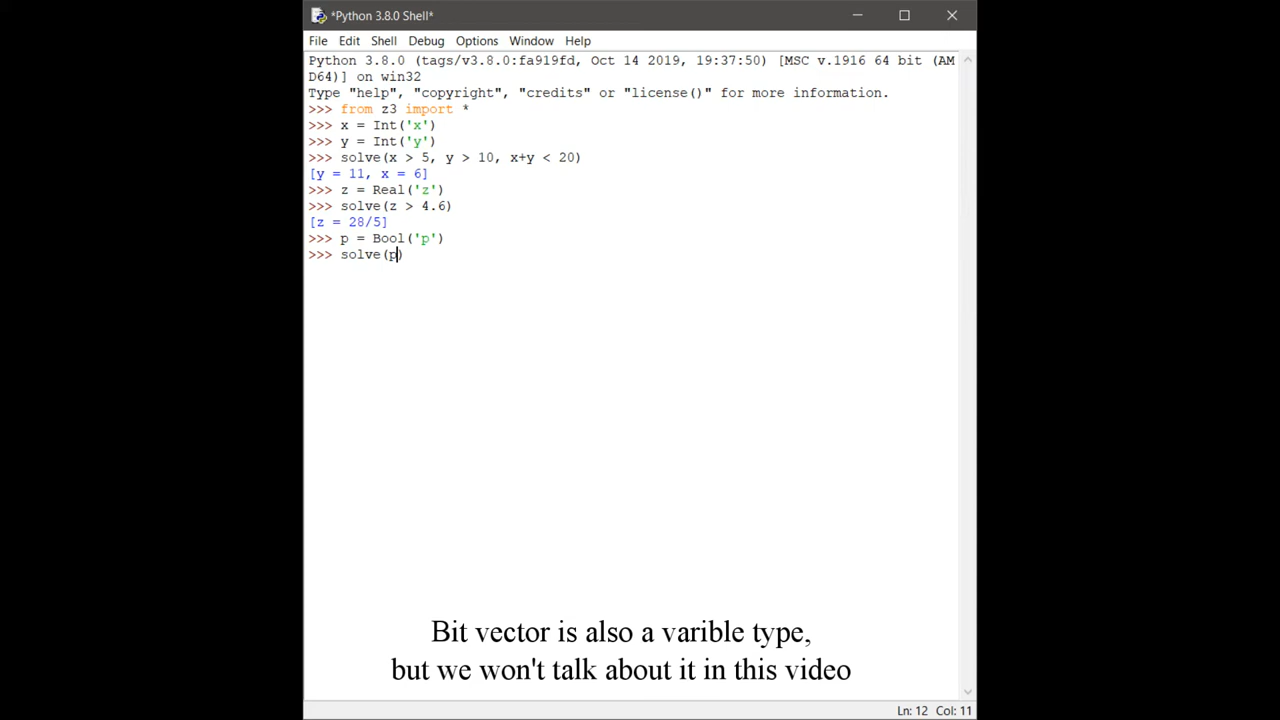 *Python 3.8.0 Shell*
File Edit Shell Debug Options Window Help
Python 3.8.0 (tags/v3.8.0:fa919fd, Oct 14 2019, 19:37:50) [MSC v.1916 64 bit (AM
D64)] on win32
Type "help", "copyright", "credits" or "license()" for more information.
>>> from z3 import *
>>> x = Int('x')
>>> y = Int('y')
>>> solve(x > 5, y > 10, x+y < 20)
[y = 11, x = 6]
>>> z = Real('z')
>>> solve(z > 4.6)
[z = 28/5]
>>> p = Bool('p')
>>> solve(p)
Bit vector is also a varible type,
but we won't talk about it in this video
Ln: 12 Col: 11